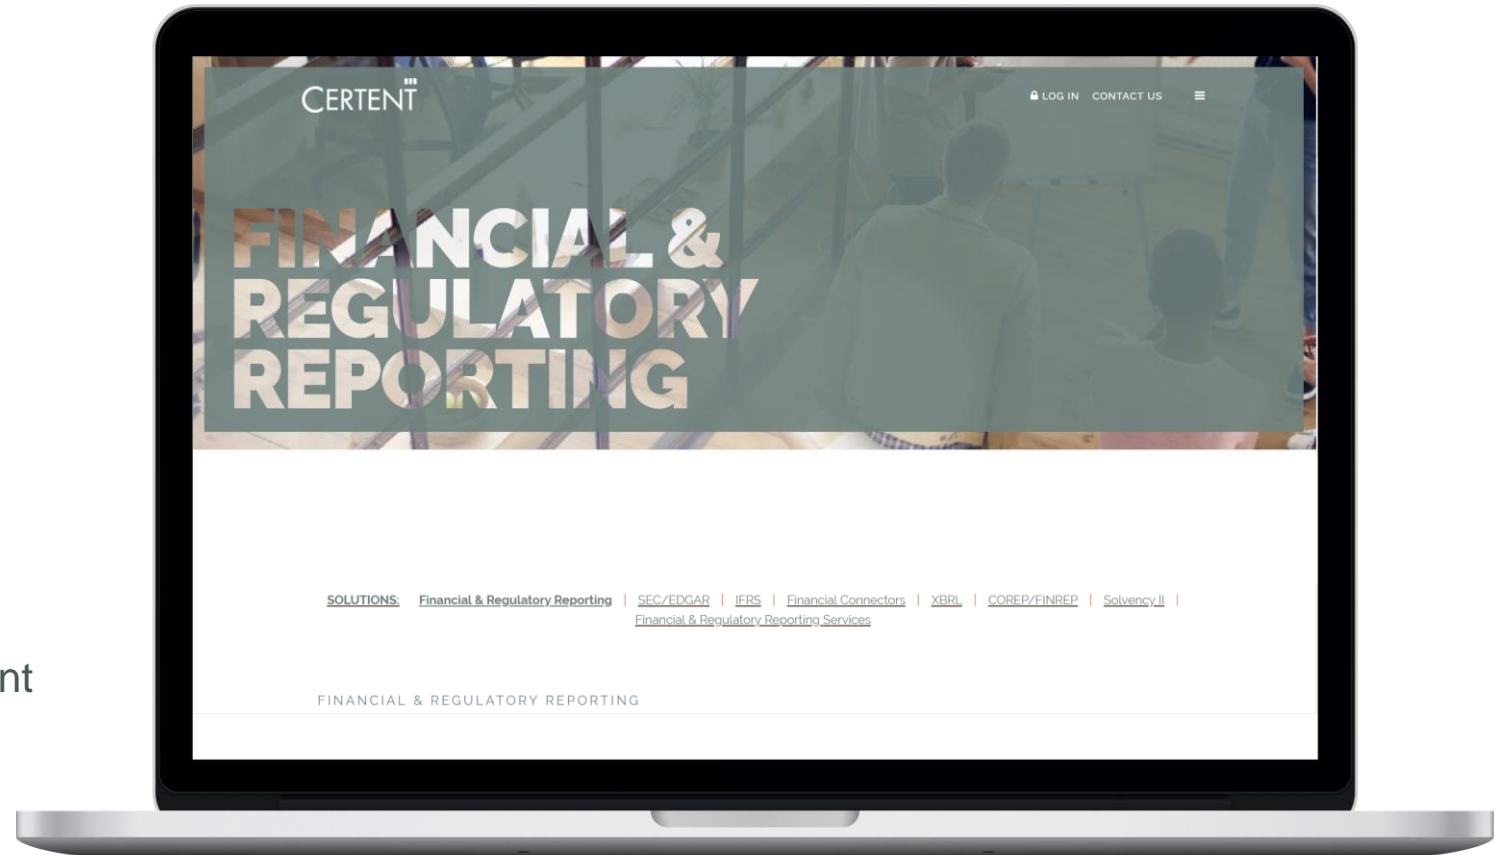 CERTENT
LOG IN CONTACT US
FINANCIAL &
REGULATORY
REPORTING
SOLUTIONS: Financial & Regulatory Reporting | SEC/EDGAR | IFRS | Financial Connectors | XBRL | COREP/FINREP | Solvency II |
Financial & Regulatory Reporting Services
nt
FINANCIAL & REGULATORY REPORTING